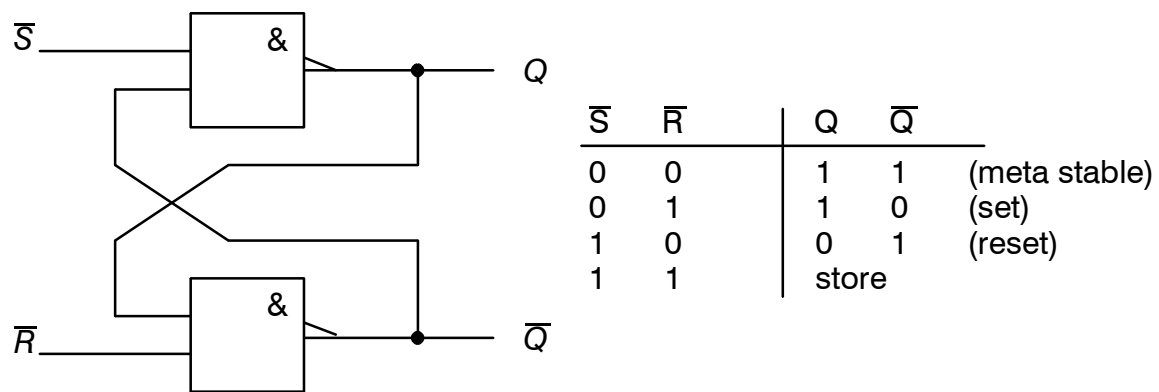 S̅
&
Q
R̅
&
Q̅
S̅ R̅ Q Q̅
0 0 1 1 (meta stable)
0 1 1 0 (set)
1 0 0 1 (reset)
1 1 store